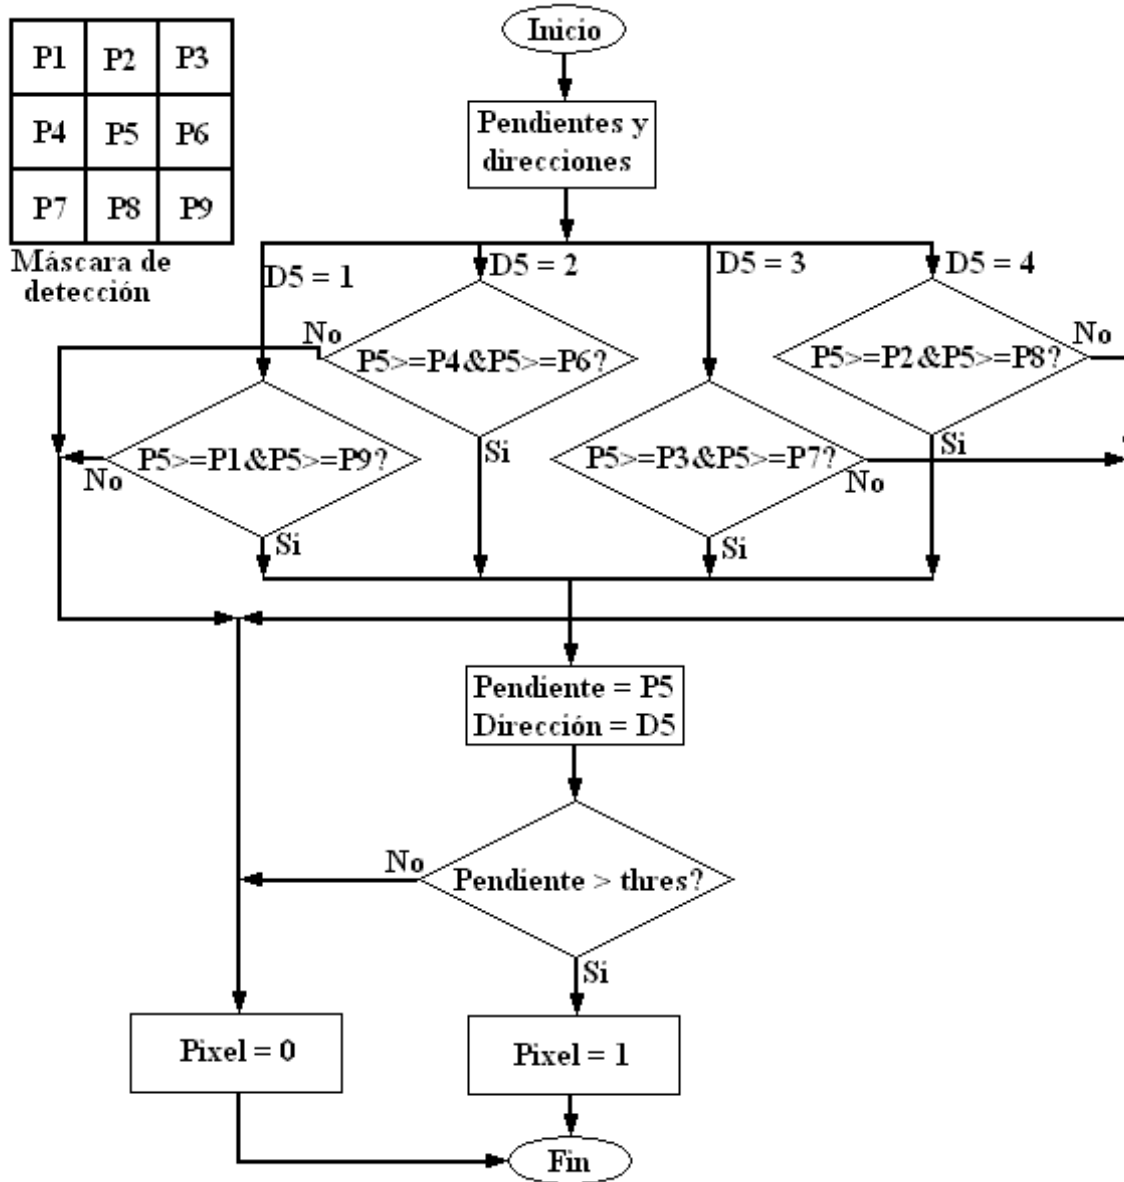 Inicio
P1 P2 P3
P4 P5 P6
P7 P8 P9
Máscara de
detección
Pendientes y
direcciones
D5 = 1
D5 = 2
D5 = 3
D5 = 4
No
P5>=P4&P5>=P6?
Si
P5>=P2&P5>=P8?
No
Si
P5>=P1&P5>=P9?
No
Si
P5>=P3&P5>=P7?
No
Si
Pendiente = P5
Dirección = D5
No
Pendiente > thres?
Si
Pixel = 0
Pixel = 1
Fin